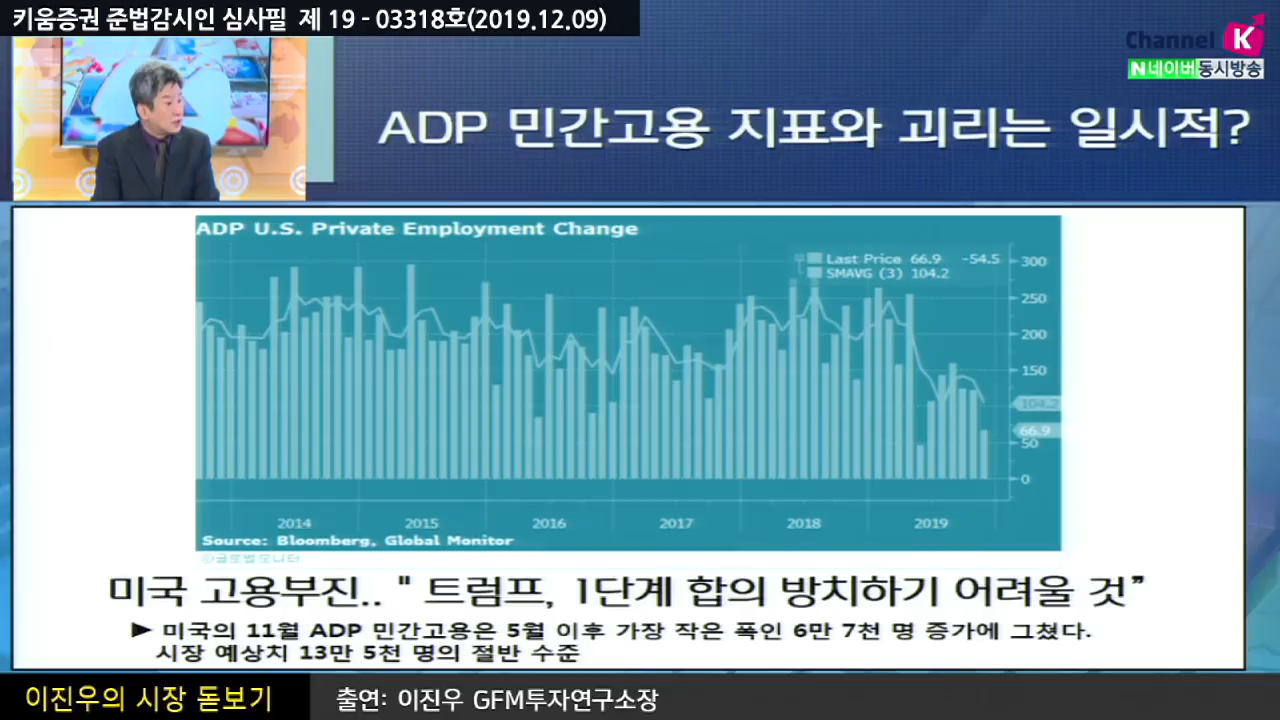 키움증권 준법감시인 심사필 제 19 - 03318호(2019.12.09)
Channel K
N네이버 동시방송
ADP 민간고용 지표와 괴리는 일시적?
ADP U.S. Private Employment Change
Last Price 66.9 -54.5
SMAVG (3) 104.2
300
250
200
150
104.2
66.9
50
0
2014 2015 2016 2017 2018 2019
Source: Bloomberg, Global Monitor
©글로벌모니터
미국 고용부진.. " 트럼프, 1단계 합의 방치하기 어려울 것”
▶ 미국의 11월 ADP 민간고용은 5월 이후 가장 작은 폭인 6만 7천 명 증가에 그쳤다.
시장 예상치 13만 5천 명의 절반 수준
이진우의 시장 돋보기
출연: 이진우 GFM투자연구소장